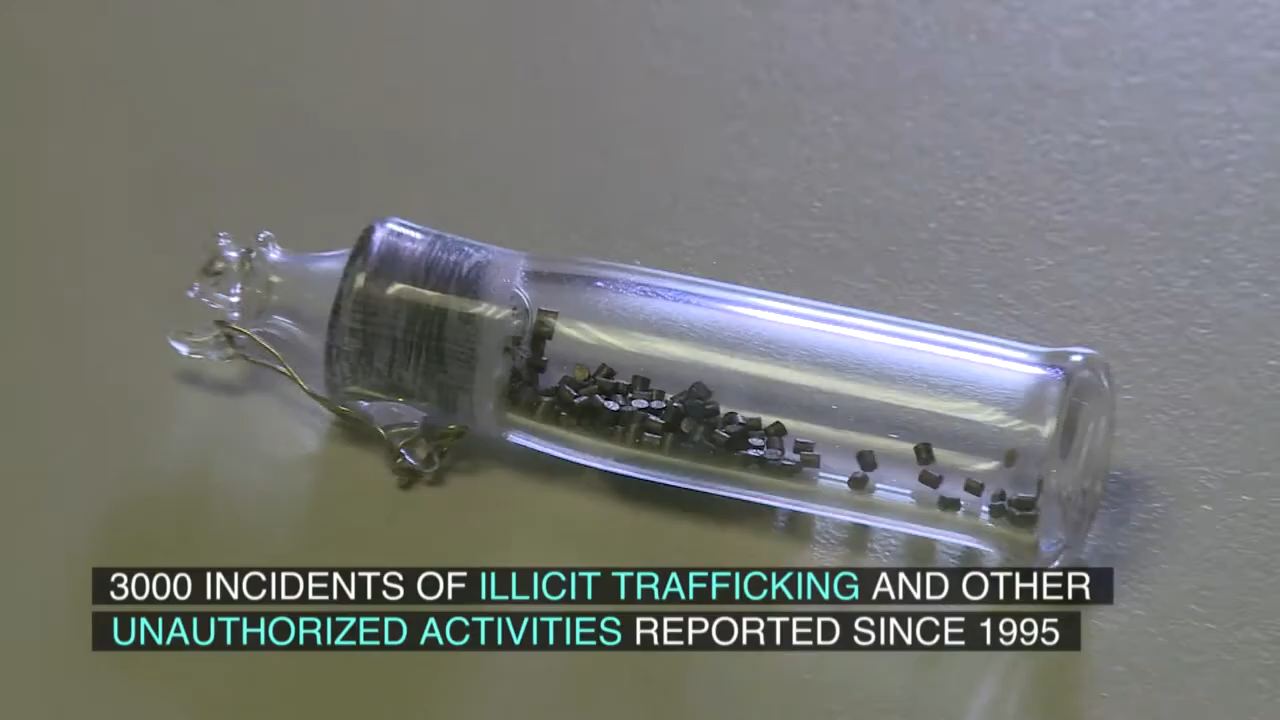 3000 INCIDENTS OF ILLICIT TRAFFICKING AND OTHER
UNAUTHORIZED ACTIVITIES REPORTED SINCE 1995